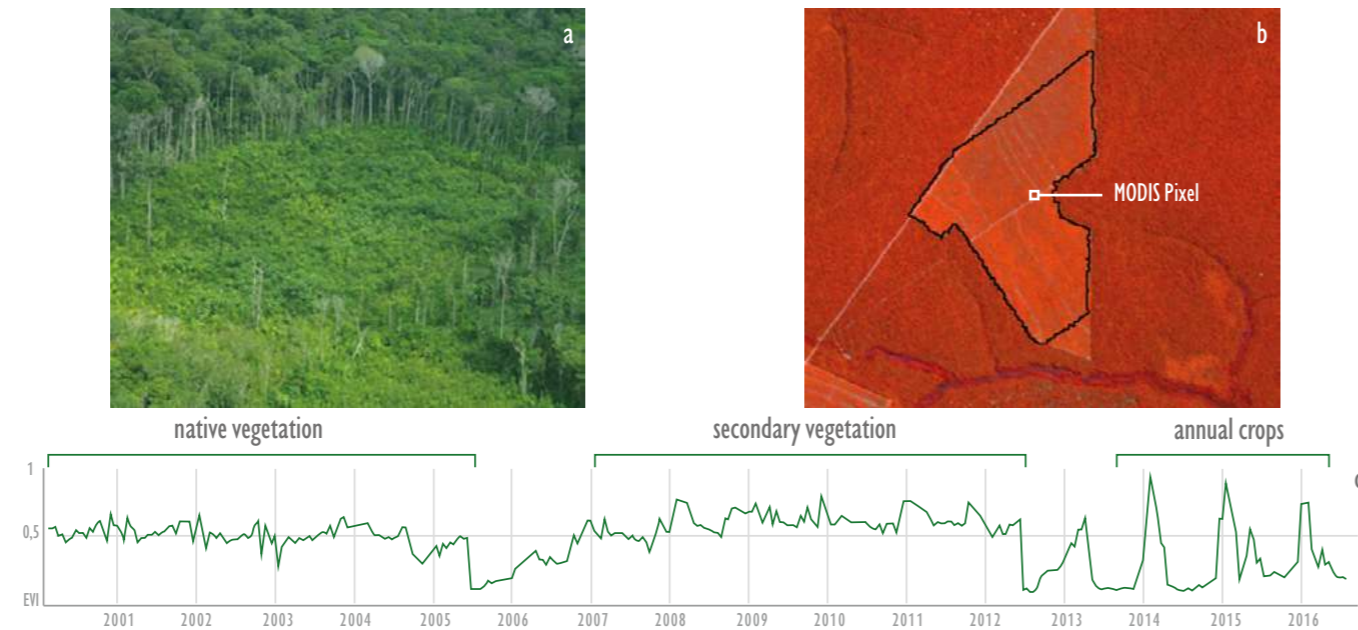 a
b
MODIS Pixel
native vegetation
secondary vegetation
annual crops
1
0,5
EVI
2001 2002 2003 2004 2005 2006 2007 2008 2009 2010 2011 2012 2013 2014 2015 2016